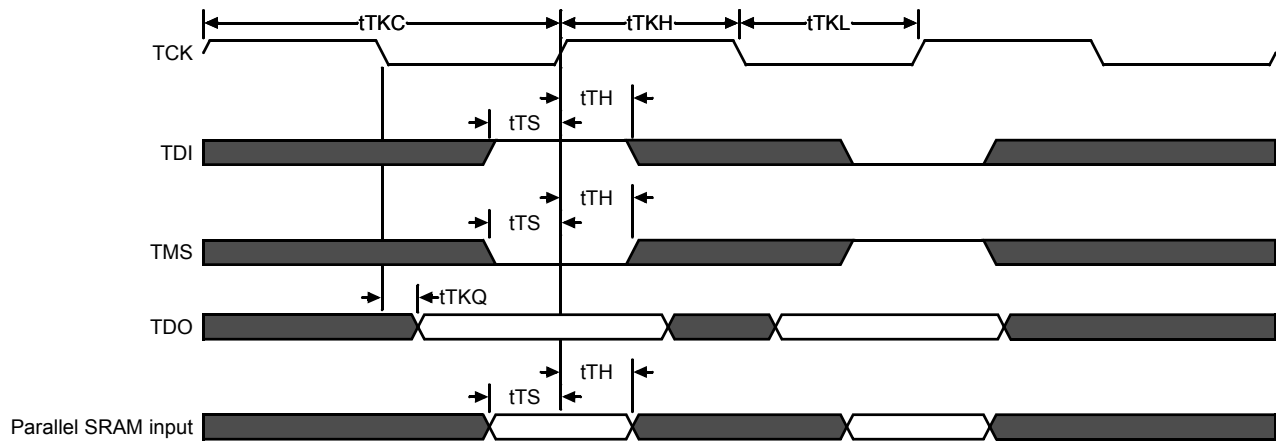 tTKC
tTKH
tTKL
TCK
tTH
tTS
TDI
tTH
tTS
TMS
tTKQ
TDO
tTH
tTS
Parallel SRAM input